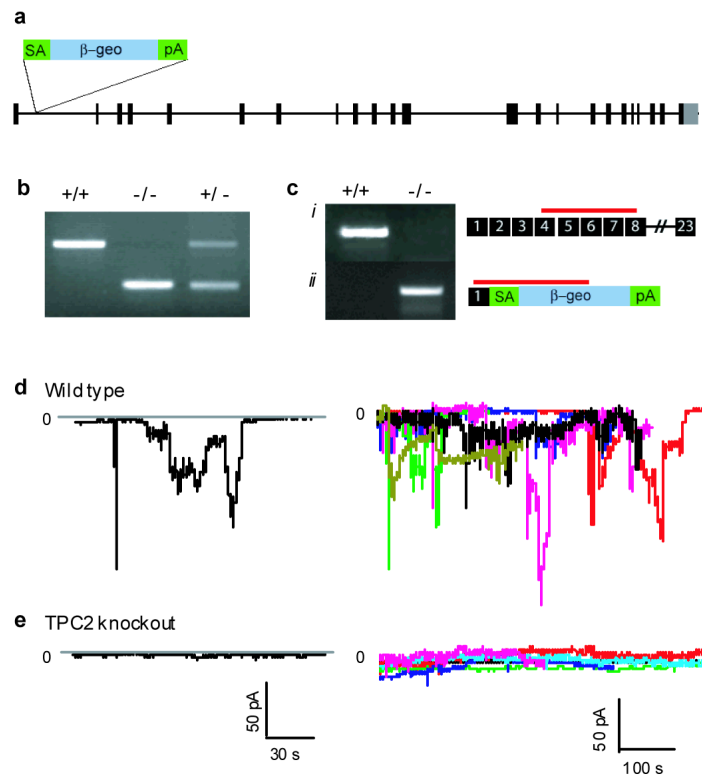 a
SA β-geo pA
b
+/+ -/- +/-
c
+/+ -/-
i
1 2 3 4 5 6 7 8 23
ii
1 SA β-geo pA
d Wild type
0
0
e TPC2 knockout
0
0
50 pA
30 s
50 pA
100 s